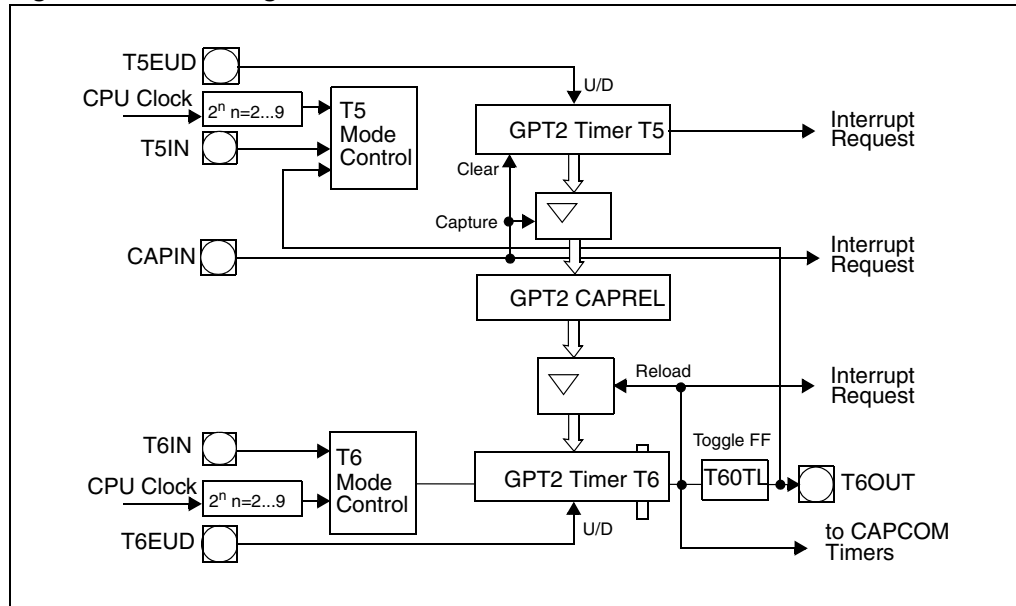 T5EUD
U/D
CPU Clock
2ⁿ n=2...9
T5
Mode
Control
GPT2 Timer T5
Interrupt
Request
T5IN
Clear
Capture
CAPIN
Interrupt
Request
GPT2 CAPREL
Reload
Interrupt
Request
T6IN
T6
Mode
Control
Toggle FF
GPT2 Timer T6
T60TL
T6OUT
CPU Clock
2ⁿ n=2...9
U/D
T6EUD
to CAPCOM
Timers